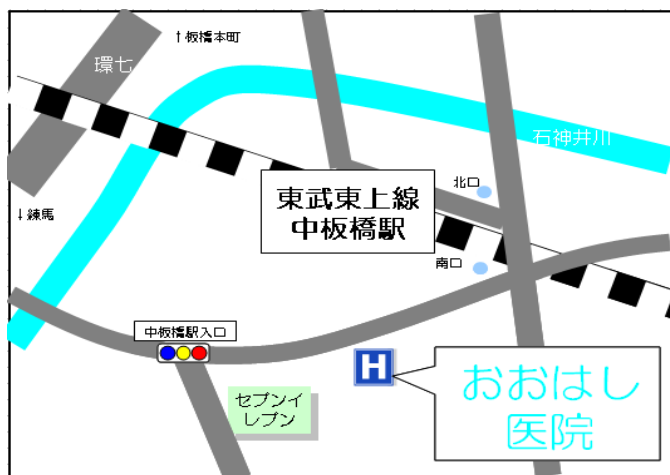 ↑板橋本町
環七
石神井川
東武東上線
中板橋駅
北口
↓練馬
南口
中板橋駅入口
H
おおはし
医院
セブンイ
レブン